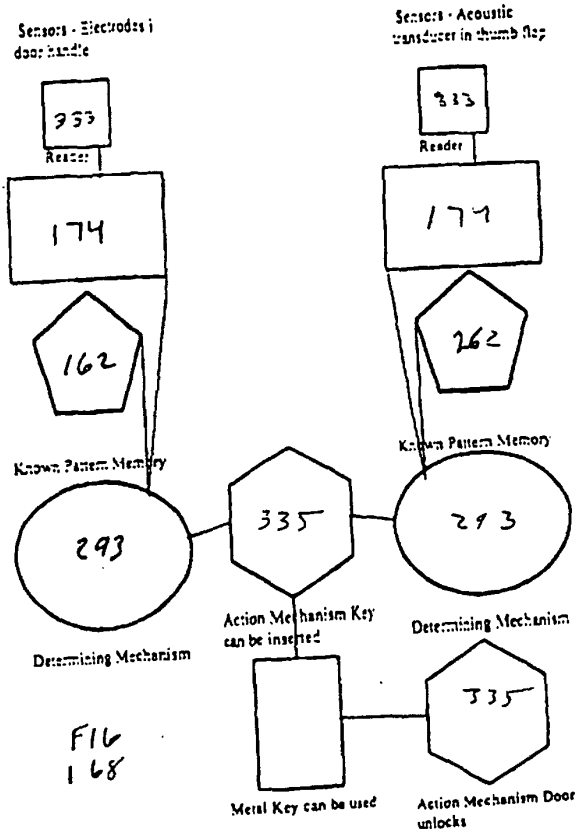 Sensors - Electrodes i
door handle
333
Reader
174
162
Known Pattern Memory
293
Determining Mechanism
Sensors - Acoustic
transducer in thumb flap
333
Reader
174
262
Known Pattern Memory
293
Determining Mechanism
335
Action Mechanism Key
can be inserted
Metal Key can be used
335
Action Mechanism Door
unlocks
FIG
168